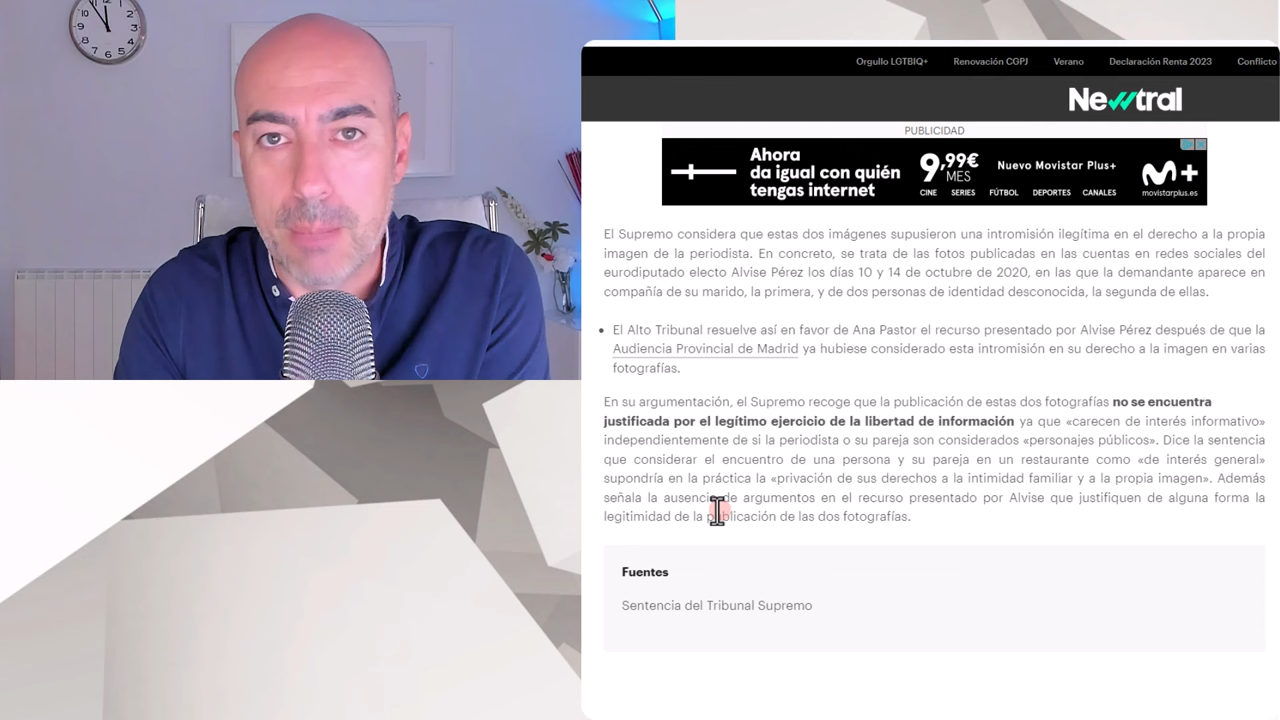 Orgullo LGTBIQ+ Renovación CGPJ Verano Declaración Renta 2023 Conflicto
Newtral
PUBLICIDAD
Ahora
da igual con quién
tengas internet
9,99€
MES
Nuevo Movistar Plus+
CINE SERIES FÚTBOL DEPORTES CANALES
M+
movistarplus.es
El Supremo considera que estas dos imágenes supusieron una intromisión ilegítima en el derecho a la propia
imagen de la periodista. En concreto, se trata de las fotos publicadas en las cuentas en redes sociales del
eurodiputado electo Alvise Pérez los días 10 y 14 de octubre de 2020, en las que la demandante aparece en
compañía de su marido, la primera, y de dos personas de identidad desconocida, la segunda de ellas.
• El Alto Tribunal resuelve así en favor de Ana Pastor el recurso presentado por Alvise Pérez después de que la
Audiencia Provincial de Madrid ya hubiese considerado esta intromisión en su derecho a la imagen en varias
fotografías.
En su argumentación, el Supremo recoge que la publicación de estas dos fotografías no se encuentra
justificada por el legítimo ejercicio de la libertad de información ya que «carecen de interés informativo»
independientemente de si la periodista o su pareja son considerados «personajes públicos». Dice la sentencia
que considerar el encuentro de una persona y su pareja en un restaurante como «de interés general»
supondría en la práctica la «privación de sus derechos a la intimidad familiar y a la propia imagen». Además
señala la ausencia de argumentos en el recurso presentado por Alvise que justifiquen de alguna forma la
legitimidad de la publicación de las dos fotografías.
Fuentes
Sentencia del Tribunal Supremo